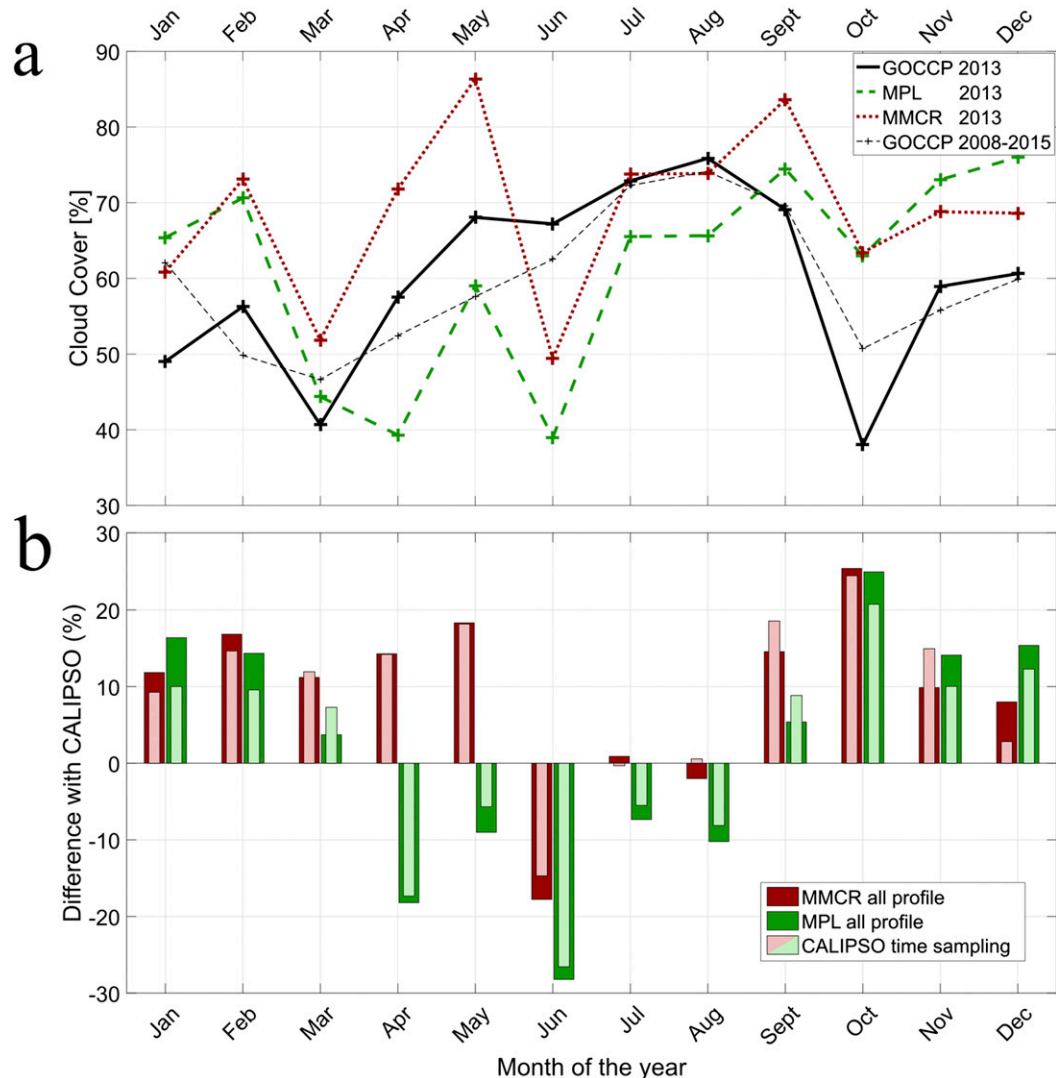 a
Jan Feb Mar Apr May Jun Jul Aug Sept Oct Nov Dec
90
80
70
60
50
40
30
Cloud Cover [%]
GOCCP 2013
MPL 2013
MMCR 2013
GOCCP 2008-2015
b
30
20
10
0
-10
-20
-30
Difference with CALIPSO (%)
MMCR all profile
MPL all profile
CALIPSO time sampling
Jan Feb Mar Apr May Jun Jul Aug Sept Oct Nov Dec
Month of the year